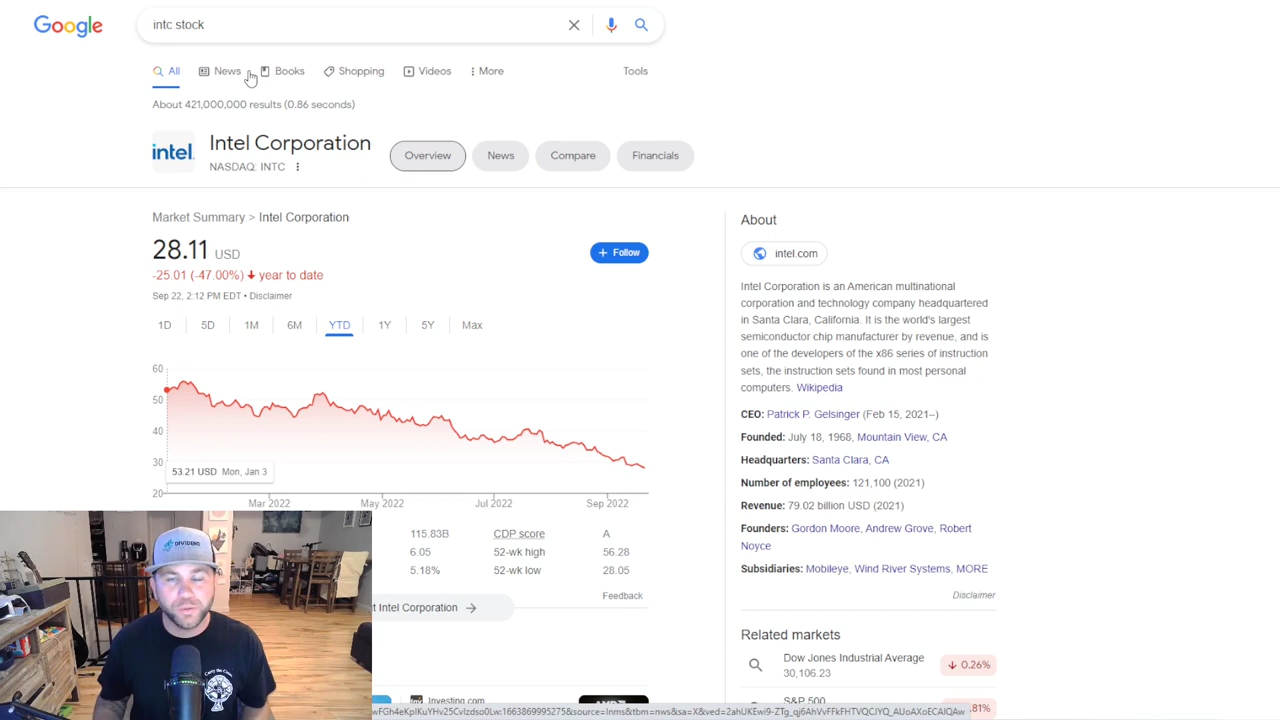 Google
intc stock
All
News
Books
Shopping
Videos
More
Tools
About 421,000,000 results (0.86 seconds)
intel.
Intel Corporation
NASDAQ: INTC
Overview
News
Compare
Financials
Market Summary > Intel Corporation
28.11 USD
+ Follow
-25.01 (-47.00%) year to date
Sep 22, 2:12 PM EDT • Disclaimer
1D
5D
1M
6M
YTD
1Y
5Y
Max
60
50
40
30
20
53.21 USD Mon, Jan 3
Mar 2022
May 2022
Jul 2022
Sep 2022
115.83B
CDP score
A
6.05
52-wk high
56.28
5.18%
52-wk low
28.05
Feedback
Intel Corporation
Investing.com
About
intel.com
Intel Corporation is an American multinational
corporation and technology company headquartered
in Santa Clara, California. It is the world's largest
semiconductor chip manufacturer by revenue, and is
one of the developers of the x86 series of instruction
sets, the instruction sets found in most personal
computers. Wikipedia
CEO: Patrick P. Gelsinger (Feb 15, 2021–)
Founded: July 18, 1968, Mountain View, CA
Headquarters: Santa Clara, CA
Number of employees: 121,100 (2021)
Revenue: 79.02 billion USD (2021)
Founders: Gordon Moore, Andrew Grove, Robert
Noyce
Subsidiaries: Mobileye, Wind River Systems, MORE
Disclaimer
Related markets
Dow Jones Industrial Average
30,106.23
0.26%
S&P 500
DIVIDEND